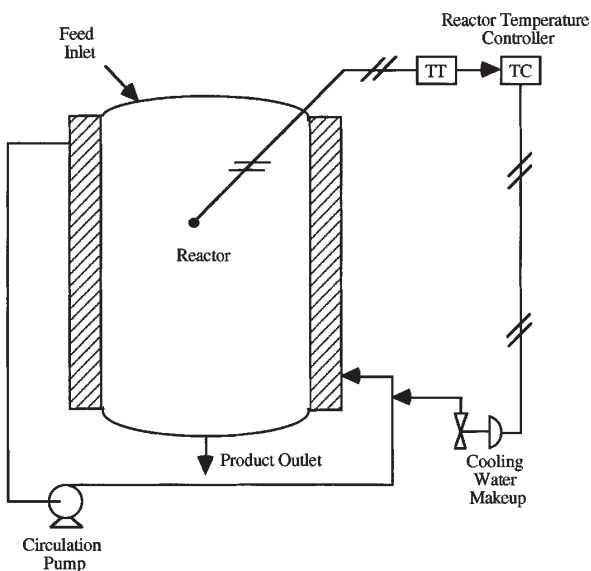 Reactor Temperature
Controller
Feed
Inlet
TT
TC
Reactor
Product Outlet
Cooling
Water
Makeup
Circulation
Pump